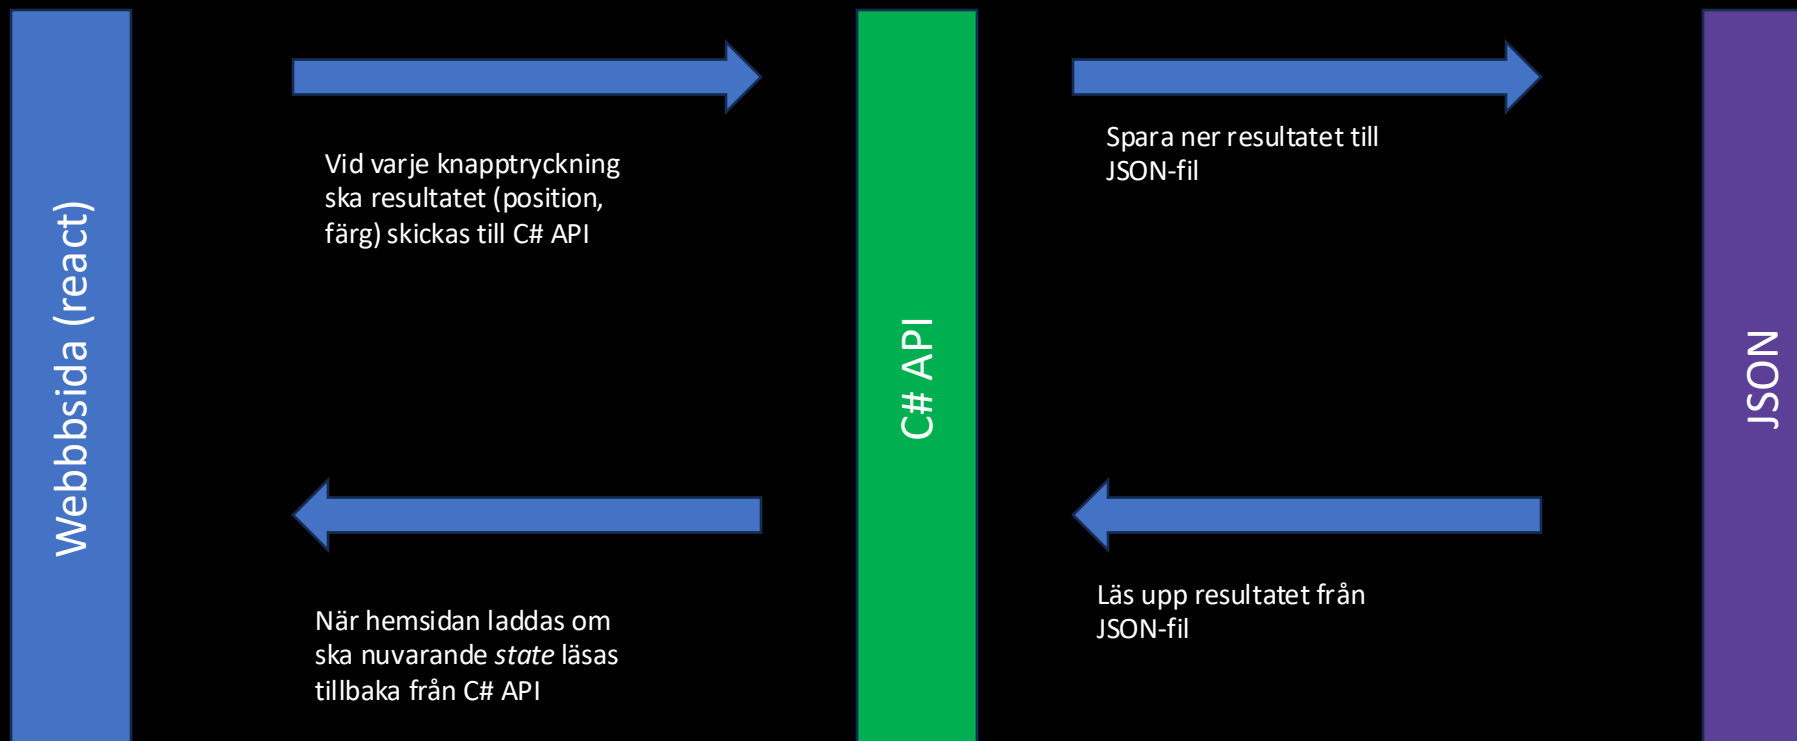 Webbbsida (react)
Vid varje knapptryckning
ska resultatet (position,
färg) skickas till C# API
När hemsidan laddas om
ska nuvarande state läsas
tillbaka från C# API
C# API
Spara ner resultatet till
JSON-fil
Läs upp resultatet från
JSON-fil
JSON